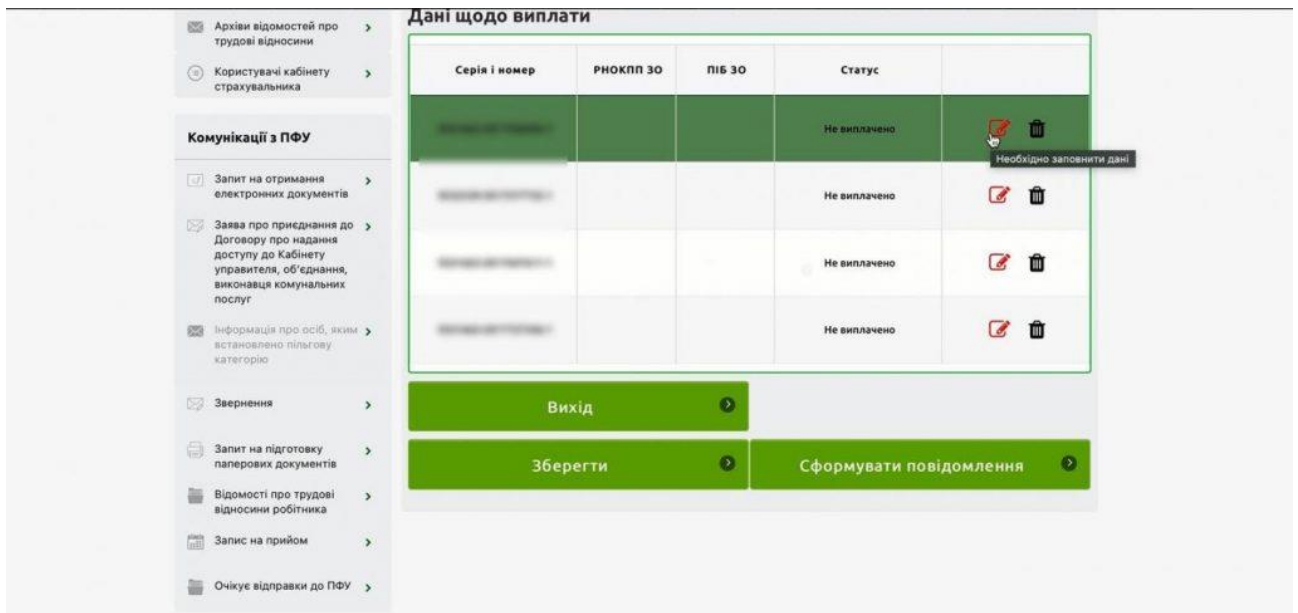 Архіви відомостей про
трудові відносини
Користувачі кабінету
страхувальника
Комунікації з ПФУ
Запит на отримання
електронних документів
Заява про приєднання до
Договору про надання
доступу до Кабінету
управителя, об'єднання,
виконавця комунальних
послуг
Інформація про осіб, яким
встановлено пільгову
категорію
Звернення
Запит на підготовку
паперових документів
Відомості про трудові
відносини робітника
Запис на прийом
Очікує відправки до ПФУ
Дані щодо виплати
Серія і номер РНОКПП ЗО ПІБ ЗО Статус
Не виплачено
Необхідно заповнити дані
Не виплачено
Не виплачено
Не виплачено
Вихід
Зберегти Сформувати повідомлення